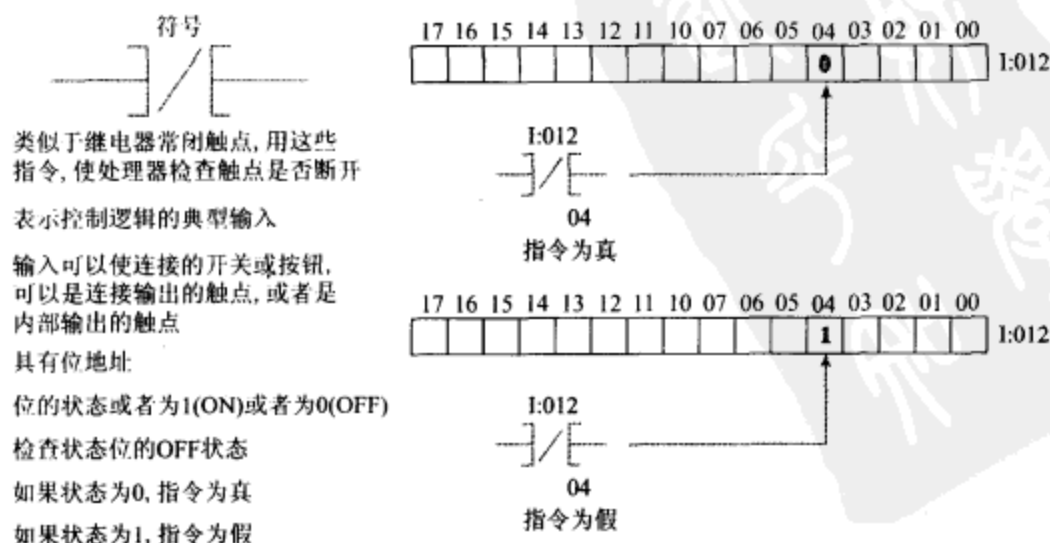 符号
类似于继电器常闭触点, 用这些
指令, 使处理器检查触点是否断开
表示控制逻辑的典型输入
输入可以使连接的开关或按钮,
可以是连接输出的触点, 或者是
内部输出的触点
具有位地址
位的状态或者为1(ON)或者为0(OFF)
检查状态位的OFF状态
如果状态为0, 指令为真
如果状态为1, 指令为假
17 16 15 14 13 12 11 10 07 06 05 04 03 02 01 00
0 I:012
I:012
04
指令为真
17 16 15 14 13 12 11 10 07 06 05 04 03 02 01 00
1 I:012
I:012
04
指令为假